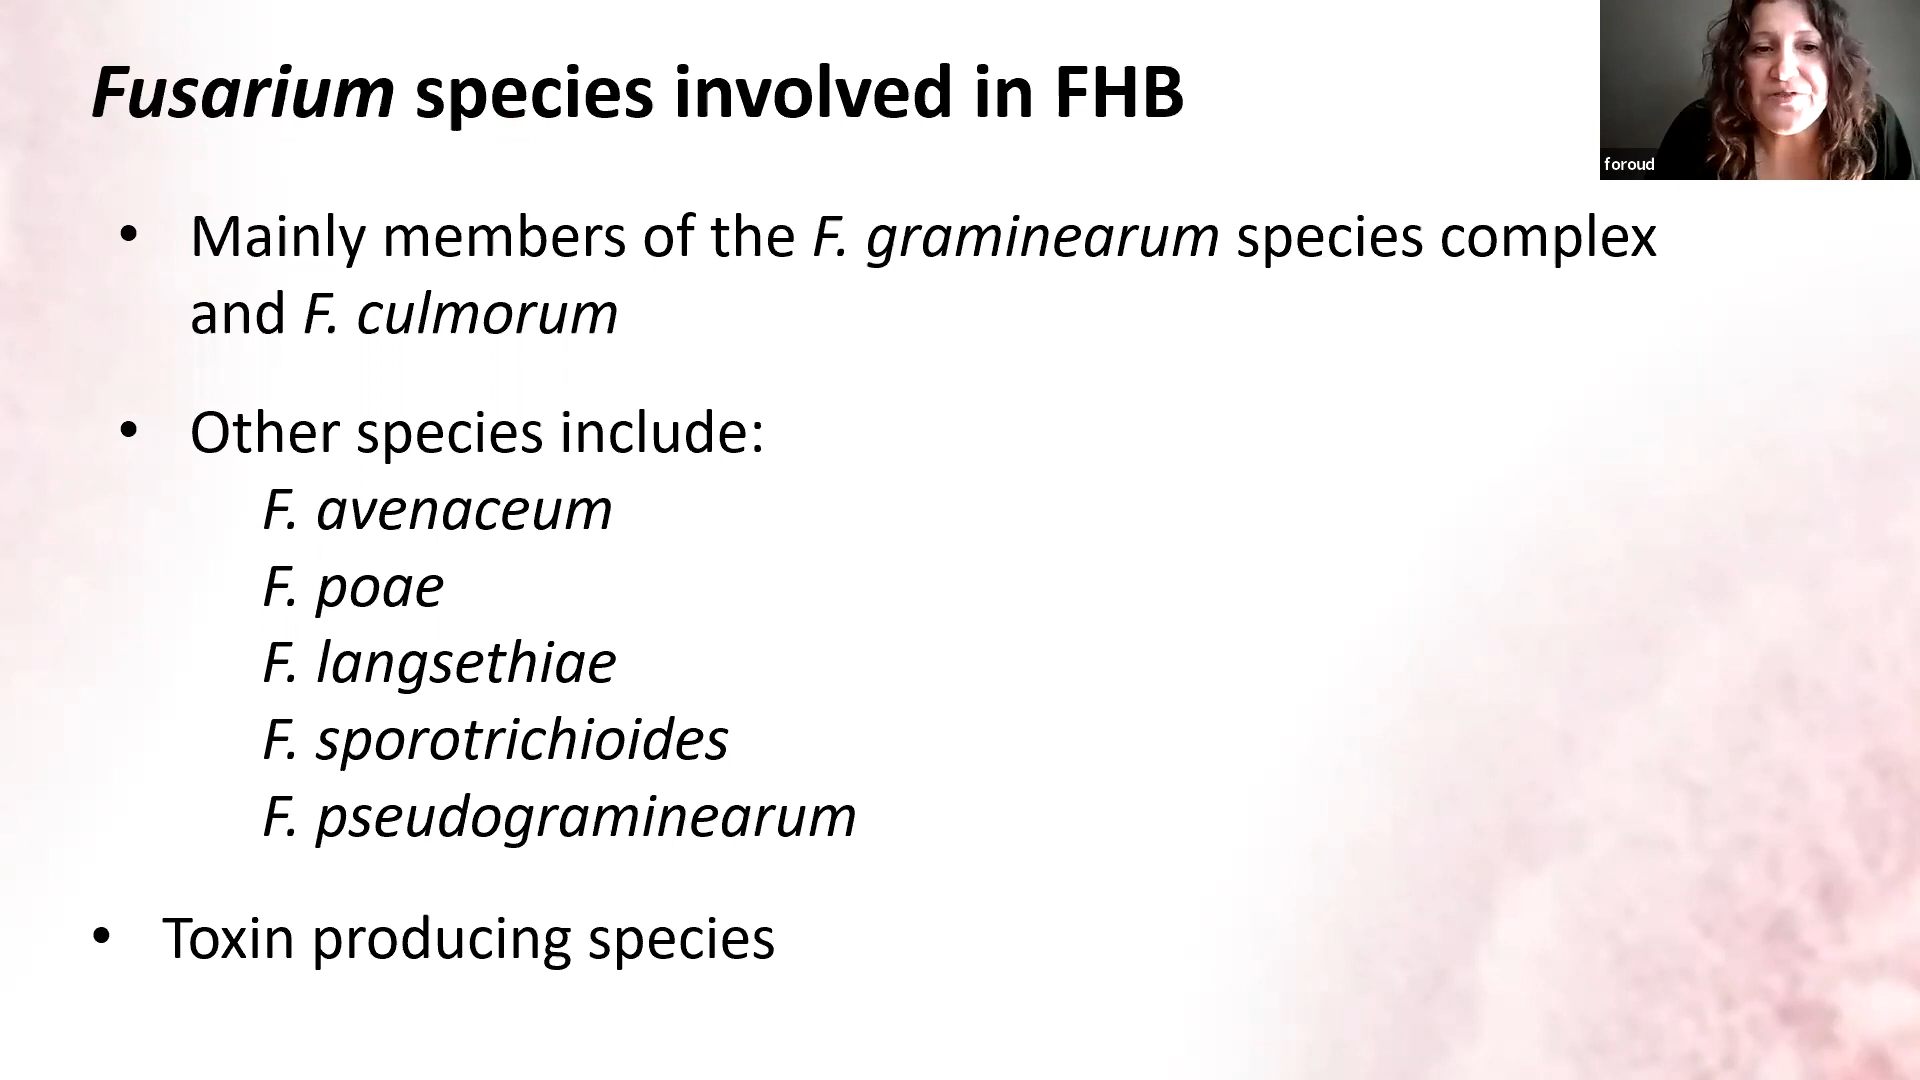 Fusarium species involved in FHB
foroud
• Mainly members of the F. graminearum species complex
and F. culmorum
• Other species include:
F. avenaceum
F. poae
F. langsethiae
F. sporotrichioides
F. pseudograminearum
• Toxin producing species